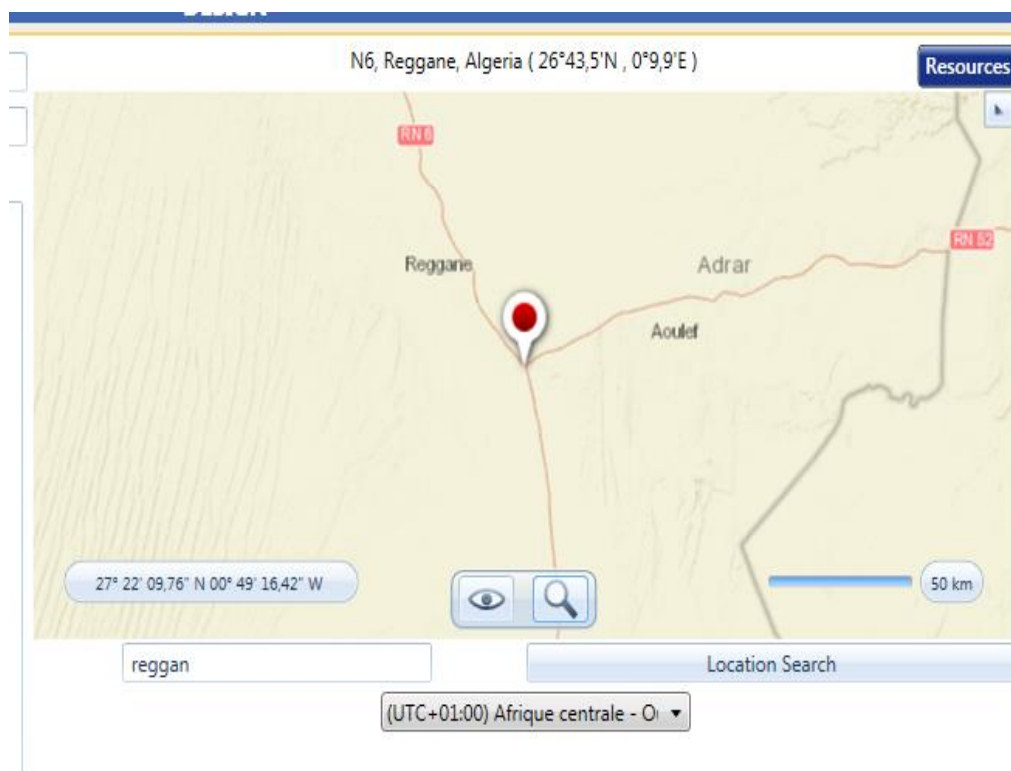 DESIGN
N6, Reggane, Algeria ( 26°43,5'N , 0°9,9'E )
Resources
RN 6
RN 52
Reggane
Adrar
Aoulef
27° 22' 09,76" N 00° 49' 16,42" W
50 km
reggan
Location Search
(UTC+01:00) Afrique centrale - O